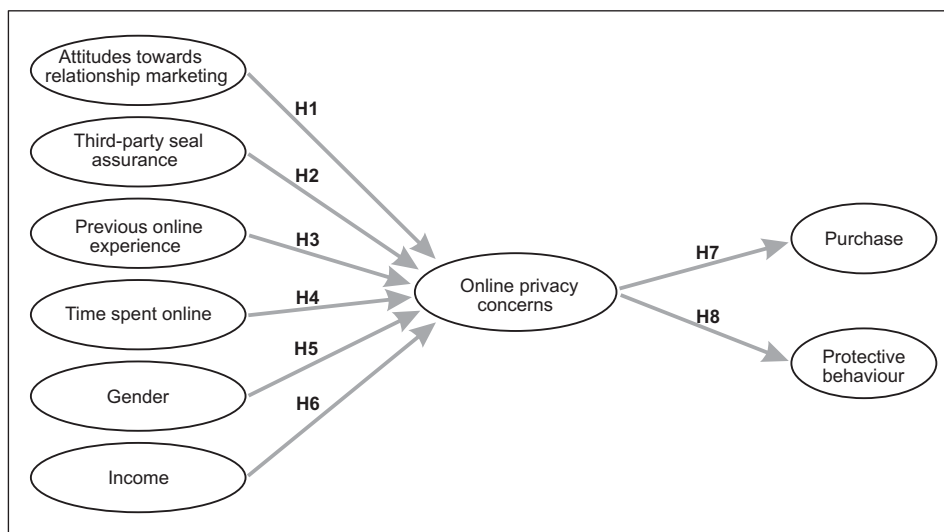 Attitudes towards
relationship marketing
H1
Third-party seal
assurance
H2
Previous online
experience
H3
Time spent online
H4
Gender
H5
Income
H6
Online privacy
concerns
H7
Purchase
H8
Protective
behaviour